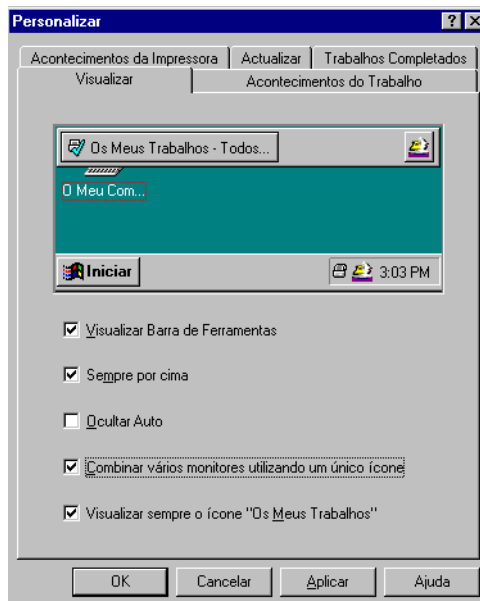 Personalizar
Acontecimentos da Impressora Actualizar Trabalhos Completados
Visualizar Acontecimentos do Trabalho
Os Meus Trabalhos - Todos...
O Meu Com...
Iniciar 3:03 PM
Visualizar Barra de Ferramentas
Sempre por cima
Ocultar Auto
Combinar vários monitores utilizando um único ícone
Visualizar sempre o ícone "Os Meus Trabalhos"
OK Cancelar Aplicar Ajuda